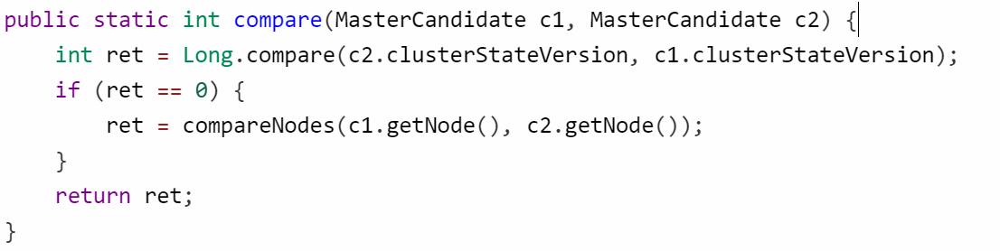 public static int compare(MasterCandidate c1, MasterCandidate c2) {
    int ret = Long.compare(c2.clusterStateVersion, c1.clusterStateVersion);
    if (ret == 0) {
        ret = compareNodes(c1.getNode(), c2.getNode());
    }
    return ret;
}